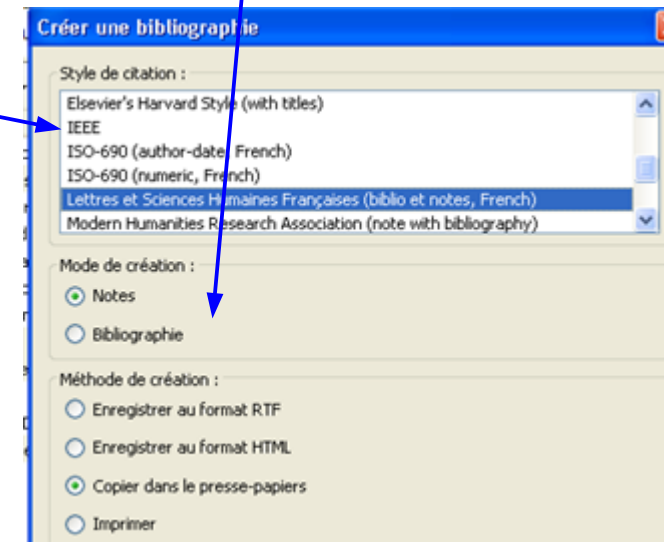 Créer une bibliographie
Style de citation :
Elsevier's Harvard Style (with titles)
IEEE
ISO-690 (author-date, French)
ISO-690 (numeric, French)
Lettres et Sciences Humaines Françaises (biblio et notes, French)
Modern Humanities Research Association (note with bibliography)
Mode de création :
Notes
Bibliographie
Méthode de création :
Enregistrer au format RTF
Enregistrer au format HTML
Copier dans le presse-papiers
Imprimer